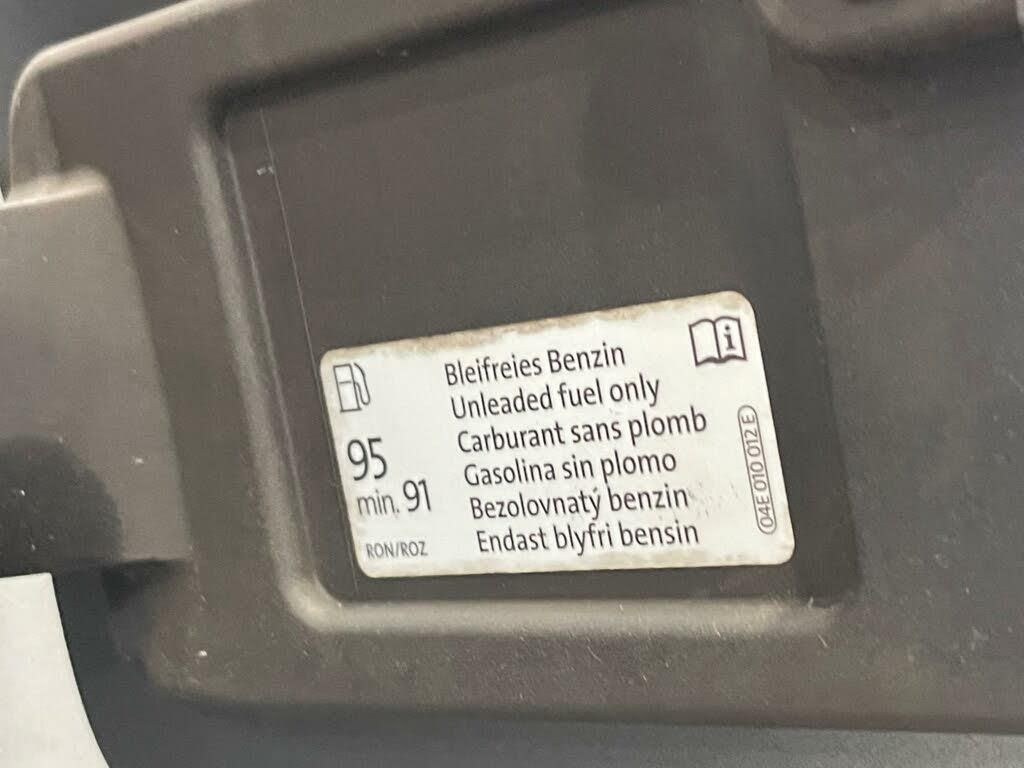 Bleifreies Benzin
Unleaded fuel only
Carburant sans plomb
Gasolina sin plomo
Bezolovnatý benzin
Endast blyfri bensin
95
min. 91
RON/ROZ
i
04E 010 012 E